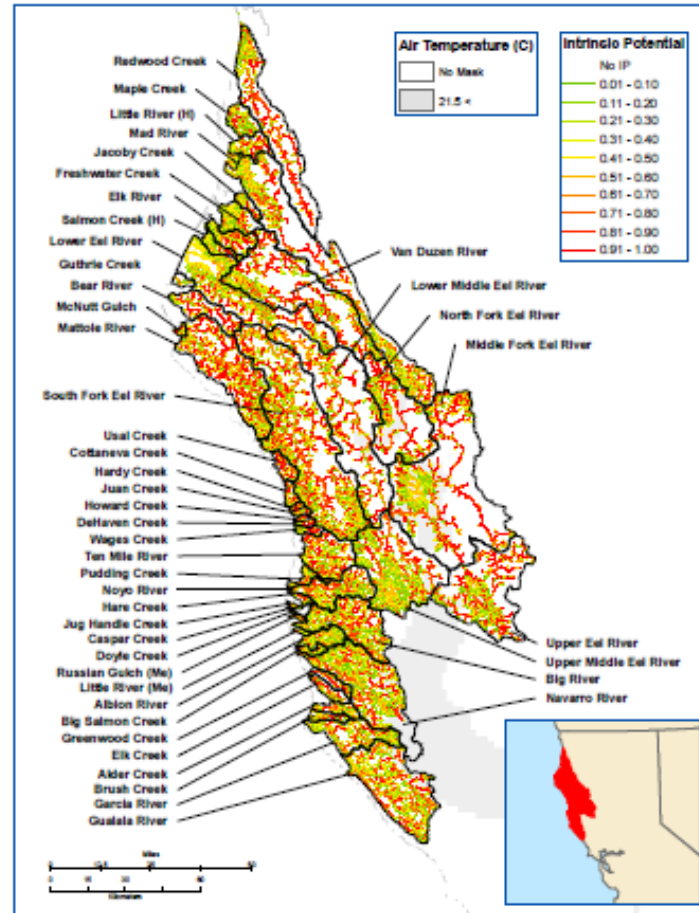 Air Temperature (C)
No Mask
21.5 <
Intrinsic Potential
No IP
0.01 - 0.10
0.11 - 0.20
0.21 - 0.30
0.31 - 0.40
0.41 - 0.50
0.51 - 0.60
0.61 - 0.70
0.71 - 0.80
0.81 - 0.90
0.91 - 1.00
Redwood Creek
Maple Creek
Little River (H)
Mad River
Jacoby Creek
Freshwater Creek
Elk River
Salmon Creek (H)
Lower Eel River
Guthrie Creek
Bear River
McNutt Gulch
Mattole River
South Fork Eel River
Usal Creek
Cottaneva Creek
Hardy Creek
Juan Creek
Howard Creek
DeHaven Creek
Wages Creek
Ten Mile River
Pudding Creek
Noyo River
Hare Creek
Jug Handle Creek
Caspar Creek
Doyle Creek
Russian Gulch (Me)
Little River (Me)
Albion River
Big Salmon Creek
Greenwood Creek
Elk Creek
Alder Creek
Brush Creek
Garcia River
Gualala River
Van Duzen River
Lower Middle Eel River
North Fork Eel River
Middle Fork Eel River
Upper Eel River
Upper Middle Eel River
Big River
Navarro River
Miles
Kilometers